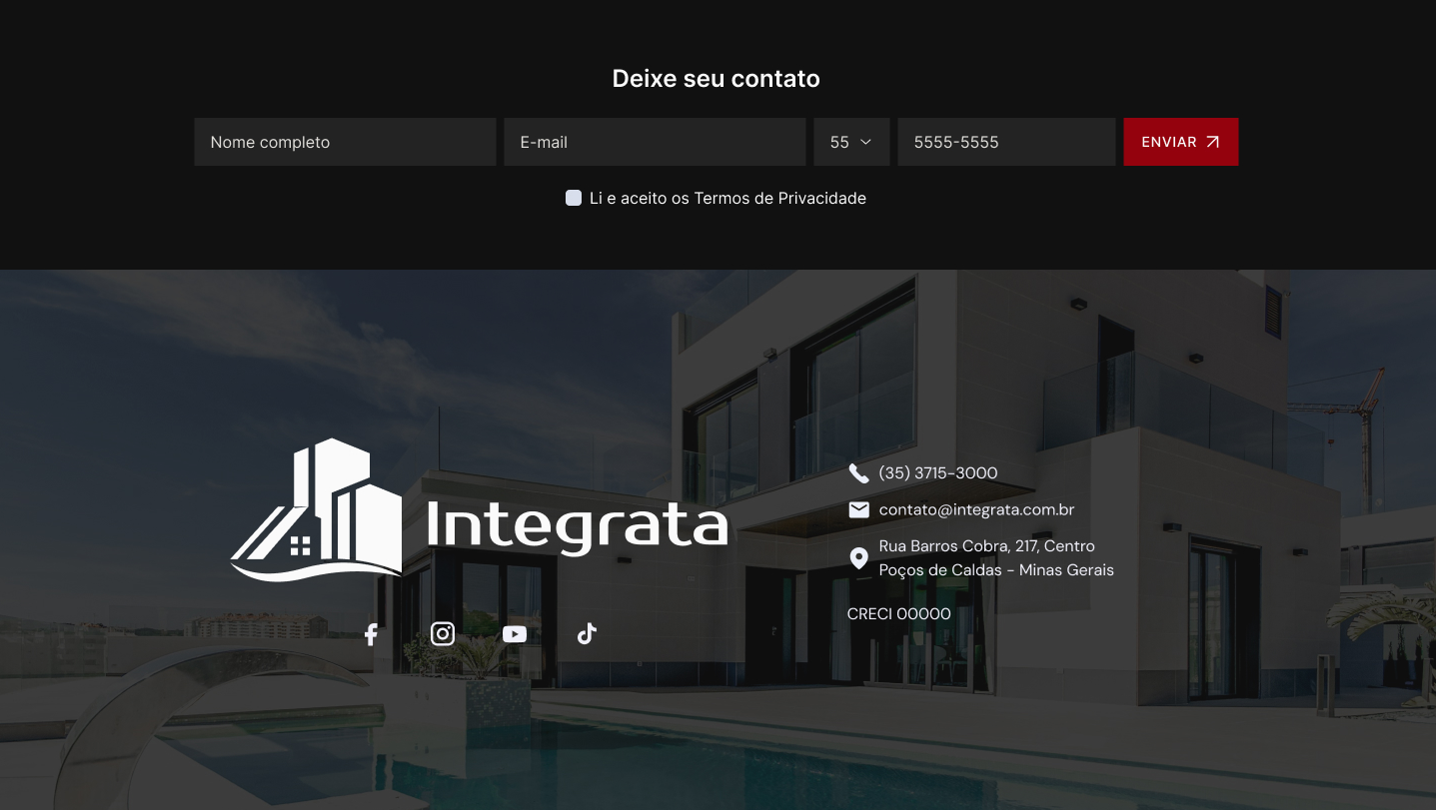 Deixe seu contato
Nome completo
E-mail
55
5555-5555
ENVIAR
Li e aceito os Termos de Privacidade
Integrata
(35) 3715-3000
contato@integrata.com.br
Rua Barros Cobra, 217, Centro
Poços de Caldas - Minas Gerais
CRECI 00000